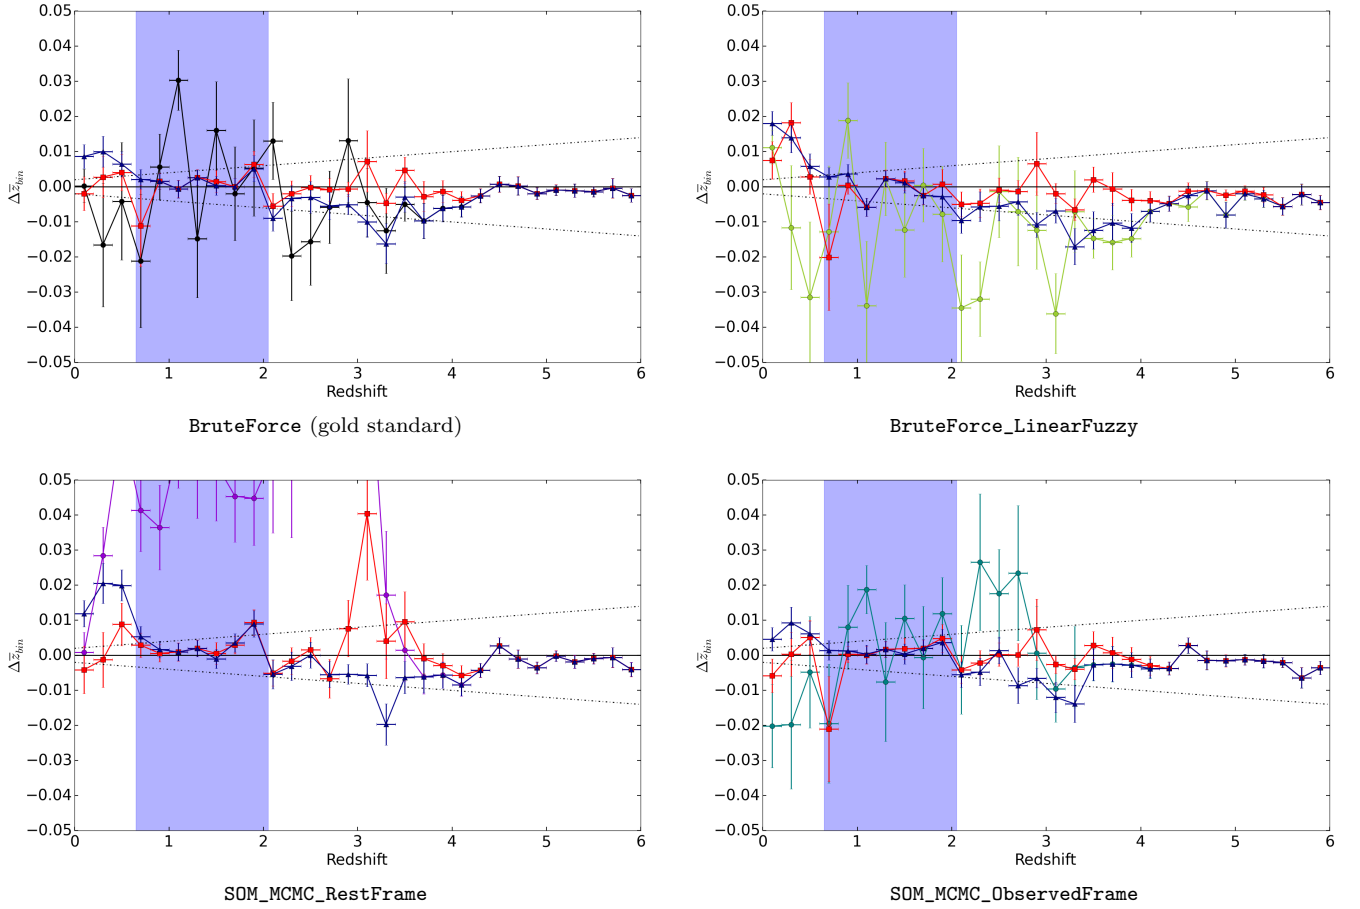 0.05
0.04
0.03
0.02
0.01
0.00
−0.01
−0.02
−0.03
−0.04
−0.05
Δz̅bin
0 1 2 3 4 5 6
Redshift
BruteForce (gold standard)
0.05
0.04
0.03
0.02
0.01
0.00
−0.01
−0.02
−0.03
−0.04
−0.05
Δz̅bin
0 1 2 3 4 5 6
Redshift
BruteForce_LinearFuzzy
0.05
0.04
0.03
0.02
0.01
0.00
−0.01
−0.02
−0.03
−0.04
−0.05
Δz̅bin
0 1 2 3 4 5 6
Redshift
SOM_MCMC_RestFrame
0.05
0.04
0.03
0.02
0.01
0.00
−0.01
−0.02
−0.03
−0.04
−0.05
Δz̅bin
0 1 2 3 4 5 6
Redshift
SOM_MCMC_ObservedFrame